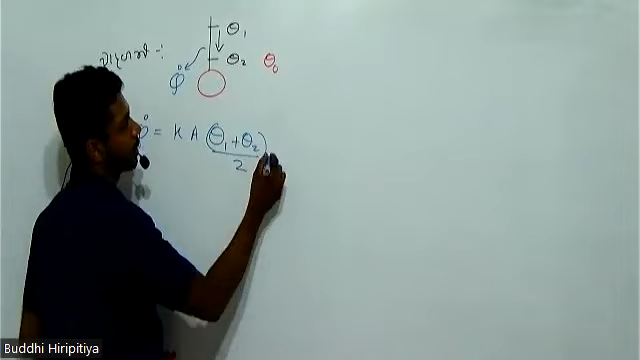 θ₁
θ₂ θ₀
φ̇
φ̇ = K A (θ₁ + θ₂)
2
Buddhi Hiripitiya